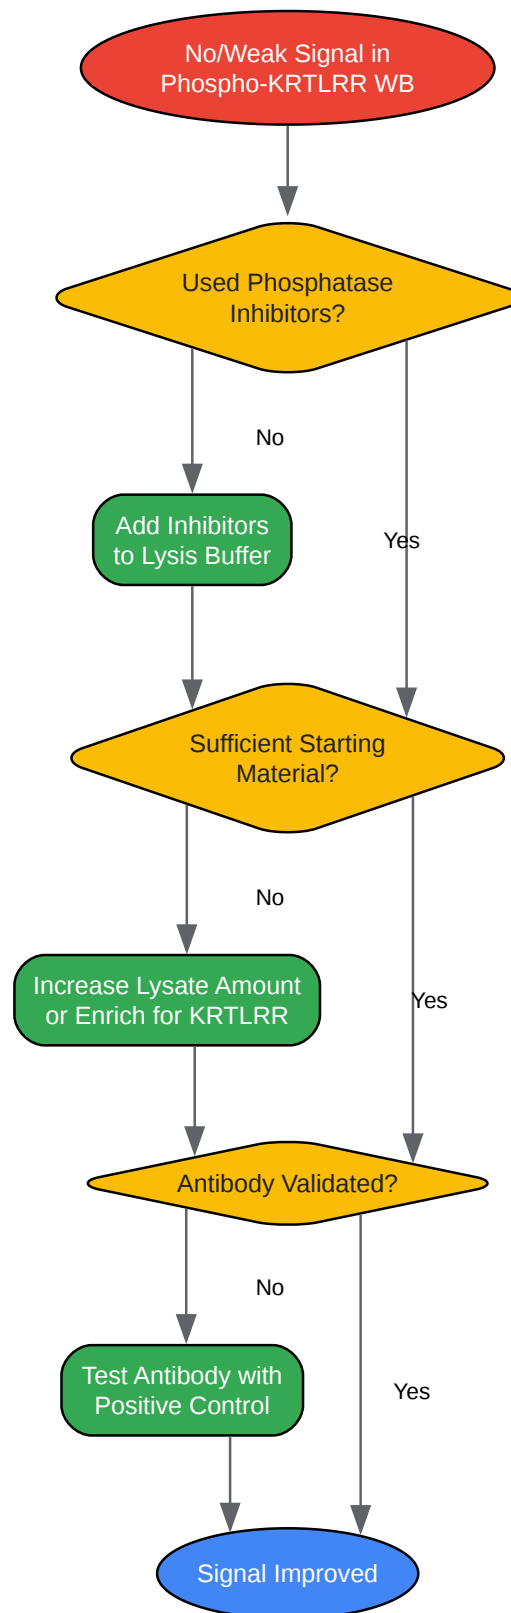 No/Weak Signal in
Phospho-KRTLRR WB
Used Phosphatase
Inhibitors?
No
Add Inhibitors
to Lysis Buffer
Yes
Sufficient Starting
Material?
No
Increase Lysate Amount
or Enrich for KRTLRR
Yes
Antibody Validated?
No
Test Antibody with
Positive Control
Yes
Signal Improved